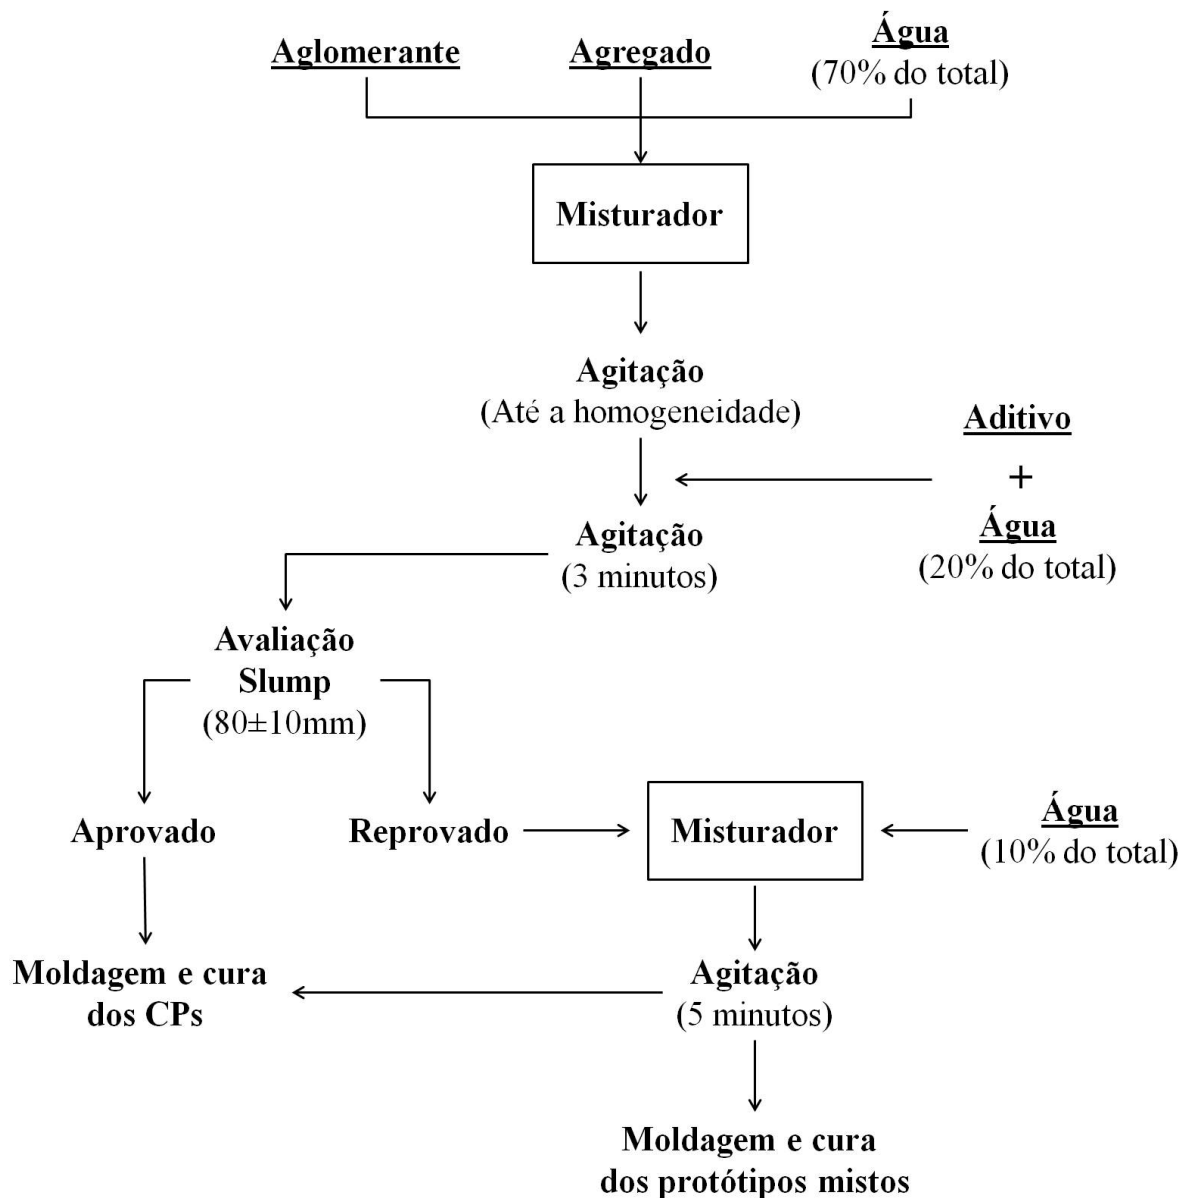 Aglomerante
Agregado
Água
(70% do total)
Misturador
Agitação
(Até a homogeneidade)
Aditivo
+
Água
(20% do total)
Agitação
(3 minutos)
Avaliação
Slump
(80±10mm)
Aprovado
Reprovado
Misturador
Água
(10% do total)
Moldagem e cura
dos CPs
Agitação
(5 minutos)
Moldagem e cura
dos protótipos mistos